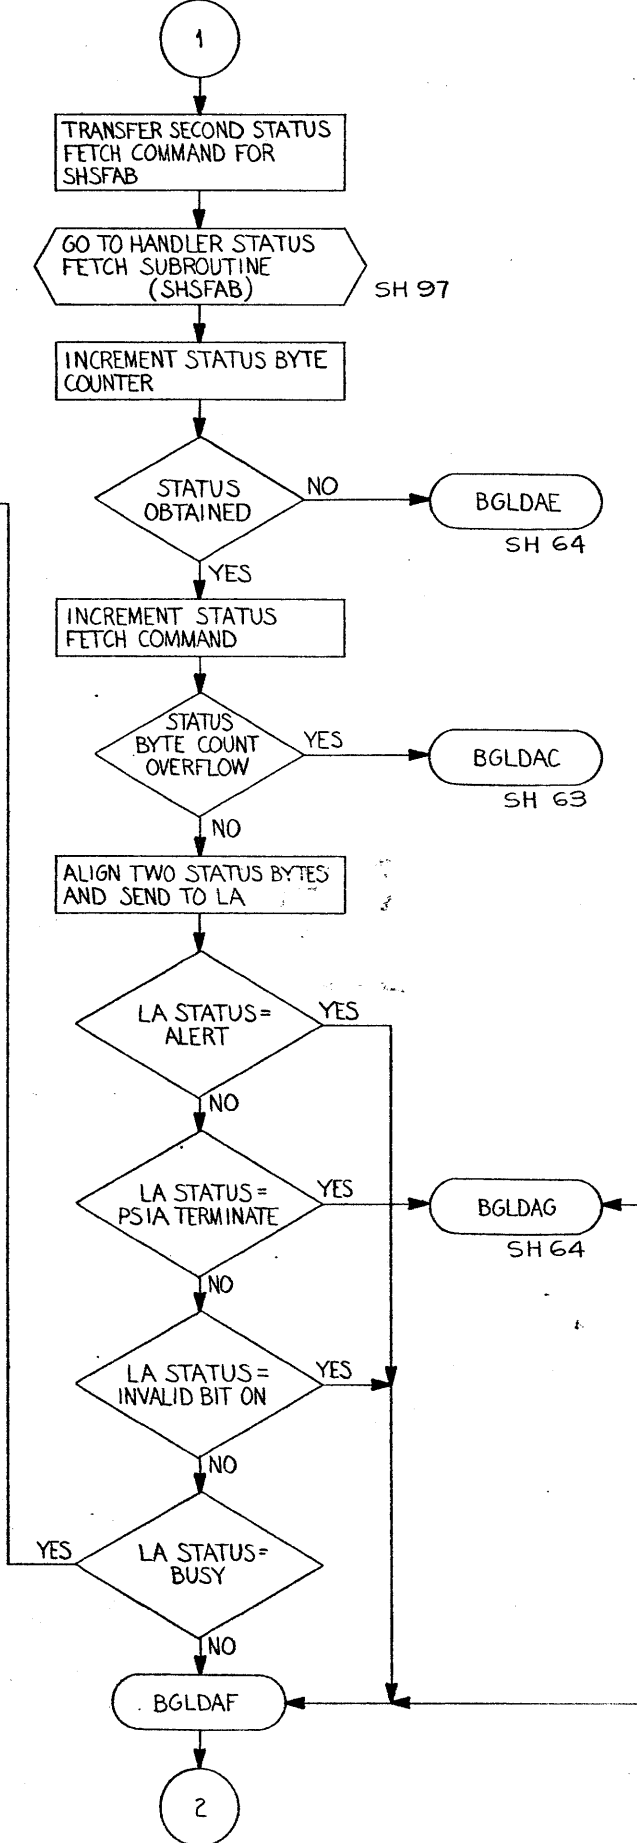 1
TRANSFER SECOND STATUS
FETCH COMMAND FOR
SHSFAB
GO TO HANDLER STATUS
FETCH SUBROUTINE
(SHSFAB)
SH 97
INCREMENT STATUS BYTE
COUNTER
STATUS
OBTAINED
NO
BGLDAE
SH 64
YES
INCREMENT STATUS
FETCH COMMAND
STATUS
BYTE COUNT
OVERFLOW
YES
BGLDAC
SH 63
NO
ALIGN TWO STATUS BYTES
AND SEND TO LA
LA STATUS=
ALERT
YES
NO
LA STATUS=
PSIA TERMINATE
YES
BGLDAG
SH 64
NO
LA STATUS=
INVALID BIT ON
YES
NO
YES
LA STATUS=
BUSY
NO
BGLDAF
2